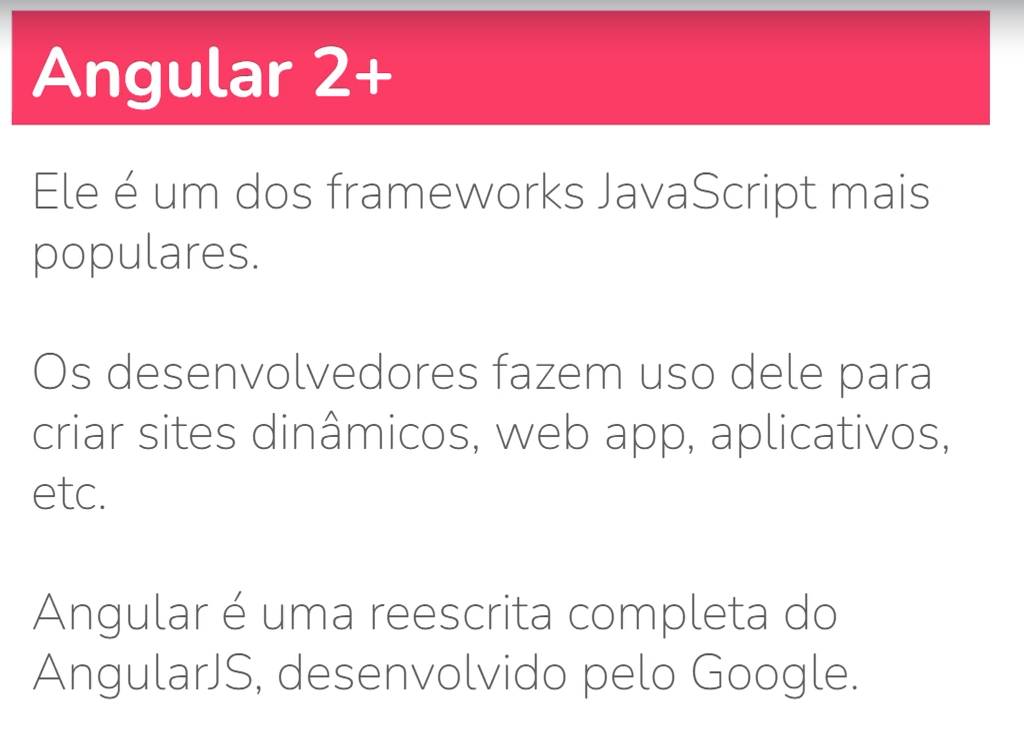 Angular 2+
Ele é um dos frameworks JavaScript mais
populares.
Os desenvolvedores fazem uso dele para
criar sites dinâmicos, web app, aplicativos,
etc.
Angular é uma reescrita completa do
AngularJS, desenvolvido pelo Google.